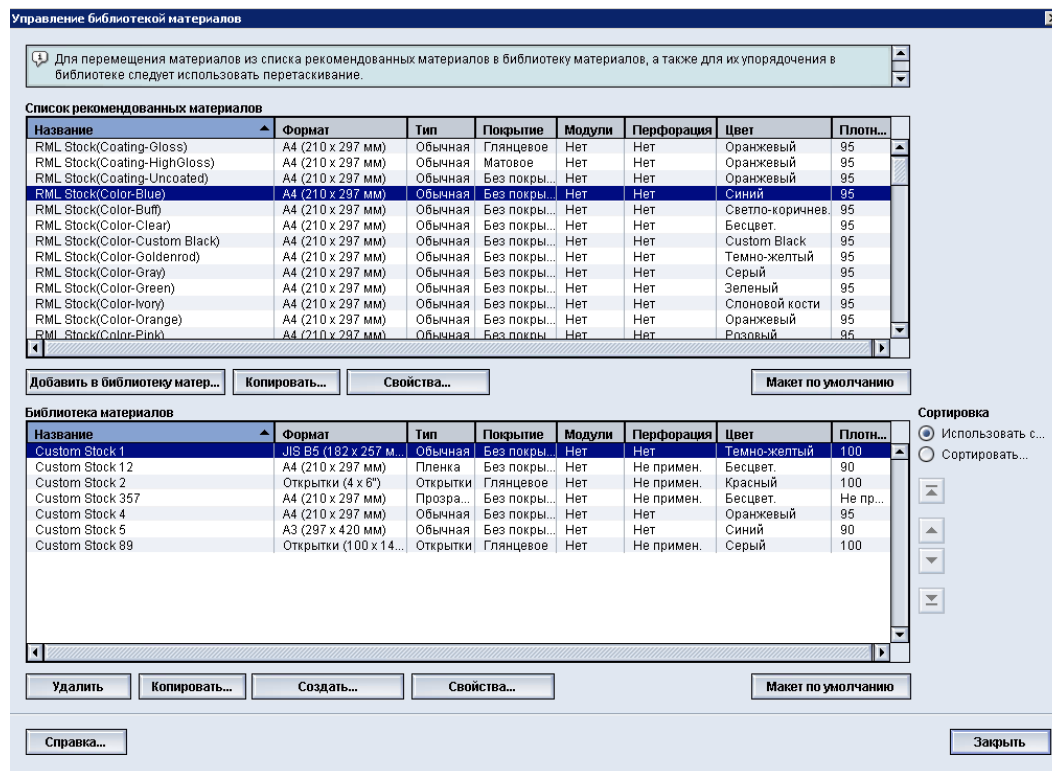 Управление библиотекой материалов
Для перемещения материалов из списка рекомендованных материалов в библиотеку материалов, а также для их упорядочения в
библиотеке следует использовать перетаскивание.
Список рекомендованных материалов
Название Формат Тип Покрытие Модули Перфорация Цвет Плотн...
RML Stock(Coating-Gloss) A4 (210 x 297 мм) Обычная Глянцевое Нет Нет Оранжевый 95
RML Stock(Coating-HighGloss) A4 (210 x 297 мм) Обычная Матовое Нет Нет Оранжевый 95
RML Stock(Coating-Uncoated) A4 (210 x 297 мм) Обычная Без покры... Нет Нет Оранжевый 95
RML Stock(Color-Blue) A4 (210 x 297 мм) Обычная Без покры... Нет Нет Синий 95
RML Stock(Color-Buff) A4 (210 x 297 мм) Обычная Без покры... Нет Нет Светло-коричнев. 95
RML Stock(Color-Clear) A4 (210 x 297 мм) Обычная Без покры... Нет Нет Бесцвет. 95
RML Stock(Color-Custom Black) A4 (210 x 297 мм) Обычная Без покры... Нет Нет Custom Black 95
RML Stock(Color-Goldenrod) A4 (210 x 297 мм) Обычная Без покры... Нет Нет Темно-желтый 95
RML Stock(Color-Gray) A4 (210 x 297 мм) Обычная Без покры... Нет Нет Серый 95
RML Stock(Color-Green) A4 (210 x 297 мм) Обычная Без покры... Нет Нет Зеленый 95
RML Stock(Color-Ivory) A4 (210 x 297 мм) Обычная Без покры... Нет Нет Слоновой кости 95
RML Stock(Color-Orange) A4 (210 x 297 мм) Обычная Без покры... Нет Нет Оранжевый 95
RML Stock(Color-Pink) A4 (210 x 297 мм) Обычная Без покры... Нет Нет Розовый 95
Добавить в библиотеку матер... Копировать... Свойства... Макет по умолчанию
Библиотека материалов Сортировка
Название Формат Тип Покрытие Модули Перфорация Цвет Плотн...
Custom Stock 1 JIS B5 (182 x 257 м... Обычная Без покры... Нет Нет Темно-желтый 100
Использовать с...
Custom Stock 12 A4 (210 x 297 мм) Пленка Без покры... Нет Не примен. Бесцвет. 90
Сортировать...
Custom Stock 2 Открытки (4 x 6") Открытки Глянцевое Нет Не примен. Красный 100
Custom Stock 357 A4 (210 x 297 мм) Прозра... Без покры... Нет Не примен. Бесцвет. Не пр...
Custom Stock 4 A4 (210 x 297 мм) Обычная Без покры... Нет Нет Оранжевый 95
Custom Stock 5 A3 (297 x 420 мм) Обычная Без покры... Нет Нет Синий 90
Custom Stock 89 Открытки (100 x 14... Открытки Глянцевое Нет Не примен. Серый 100
Удалить Копировать... Создать... Свойства... Макет по умолчанию
Справка... Закрыть